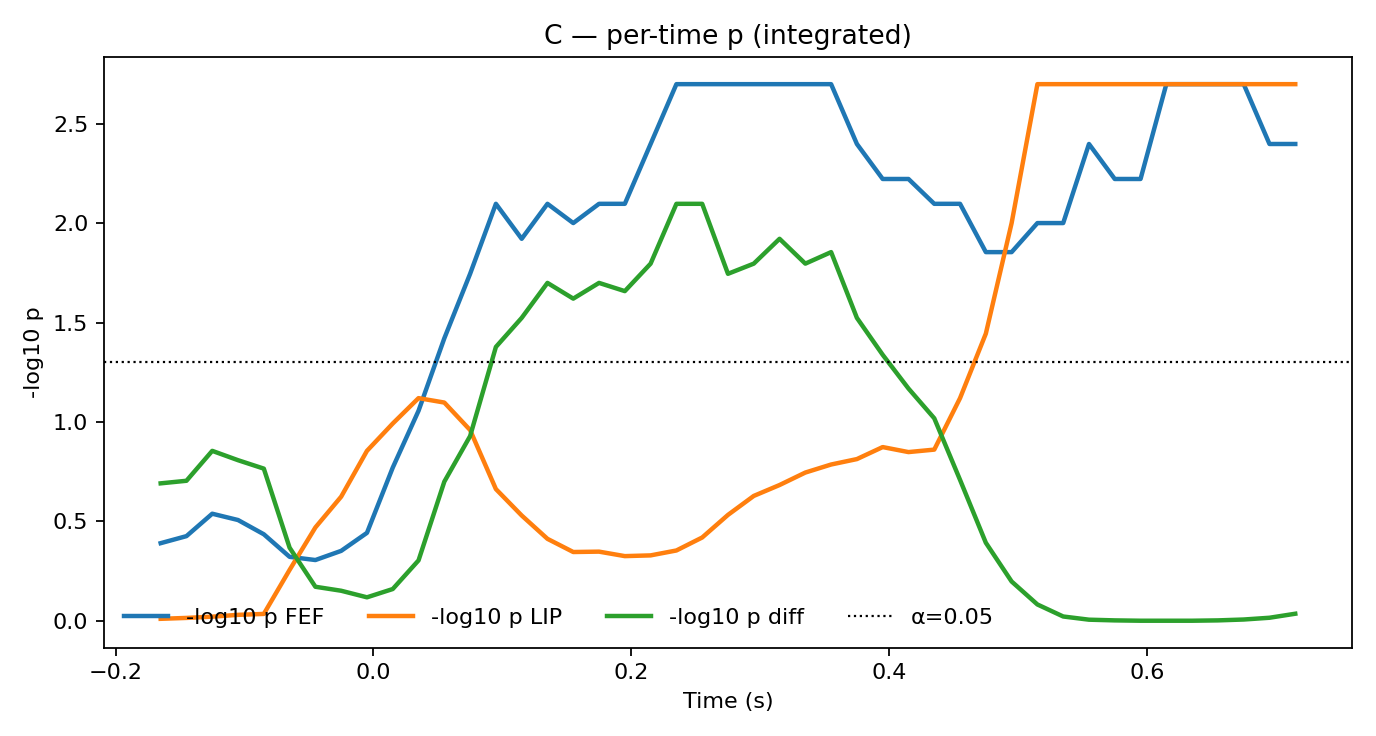 C — per-time p (integrated)
-log10 p
2.5
2.0
1.5
1.0
0.5
0.0
-log10 p FEF -log10 p LIP -log10 p diff α=0.05
−0.2 0.0 0.2 0.4 0.6
Time (s)